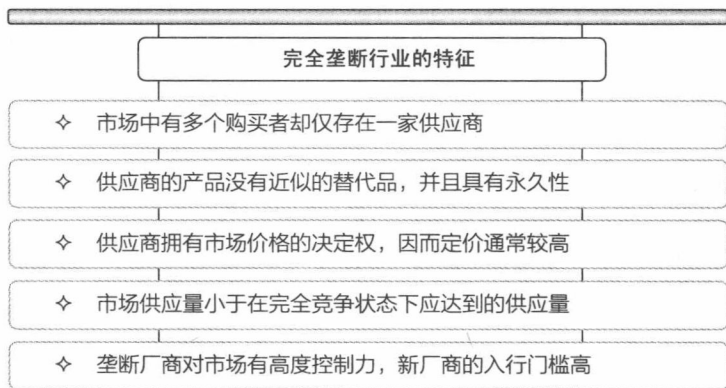 完全垄断行业的特征
✧ 市场中有多个购买者却仅存在一家供应商
✧ 供应商的产品没有近似的替代品，并且具有永久性
✧ 供应商拥有市场价格的决定权，因而定价通常较高
✧ 市场供应量小于在完全竞争状态下应达到的供应量
✧ 垄断厂商对市场有高度控制力，新厂商的入行门槛高